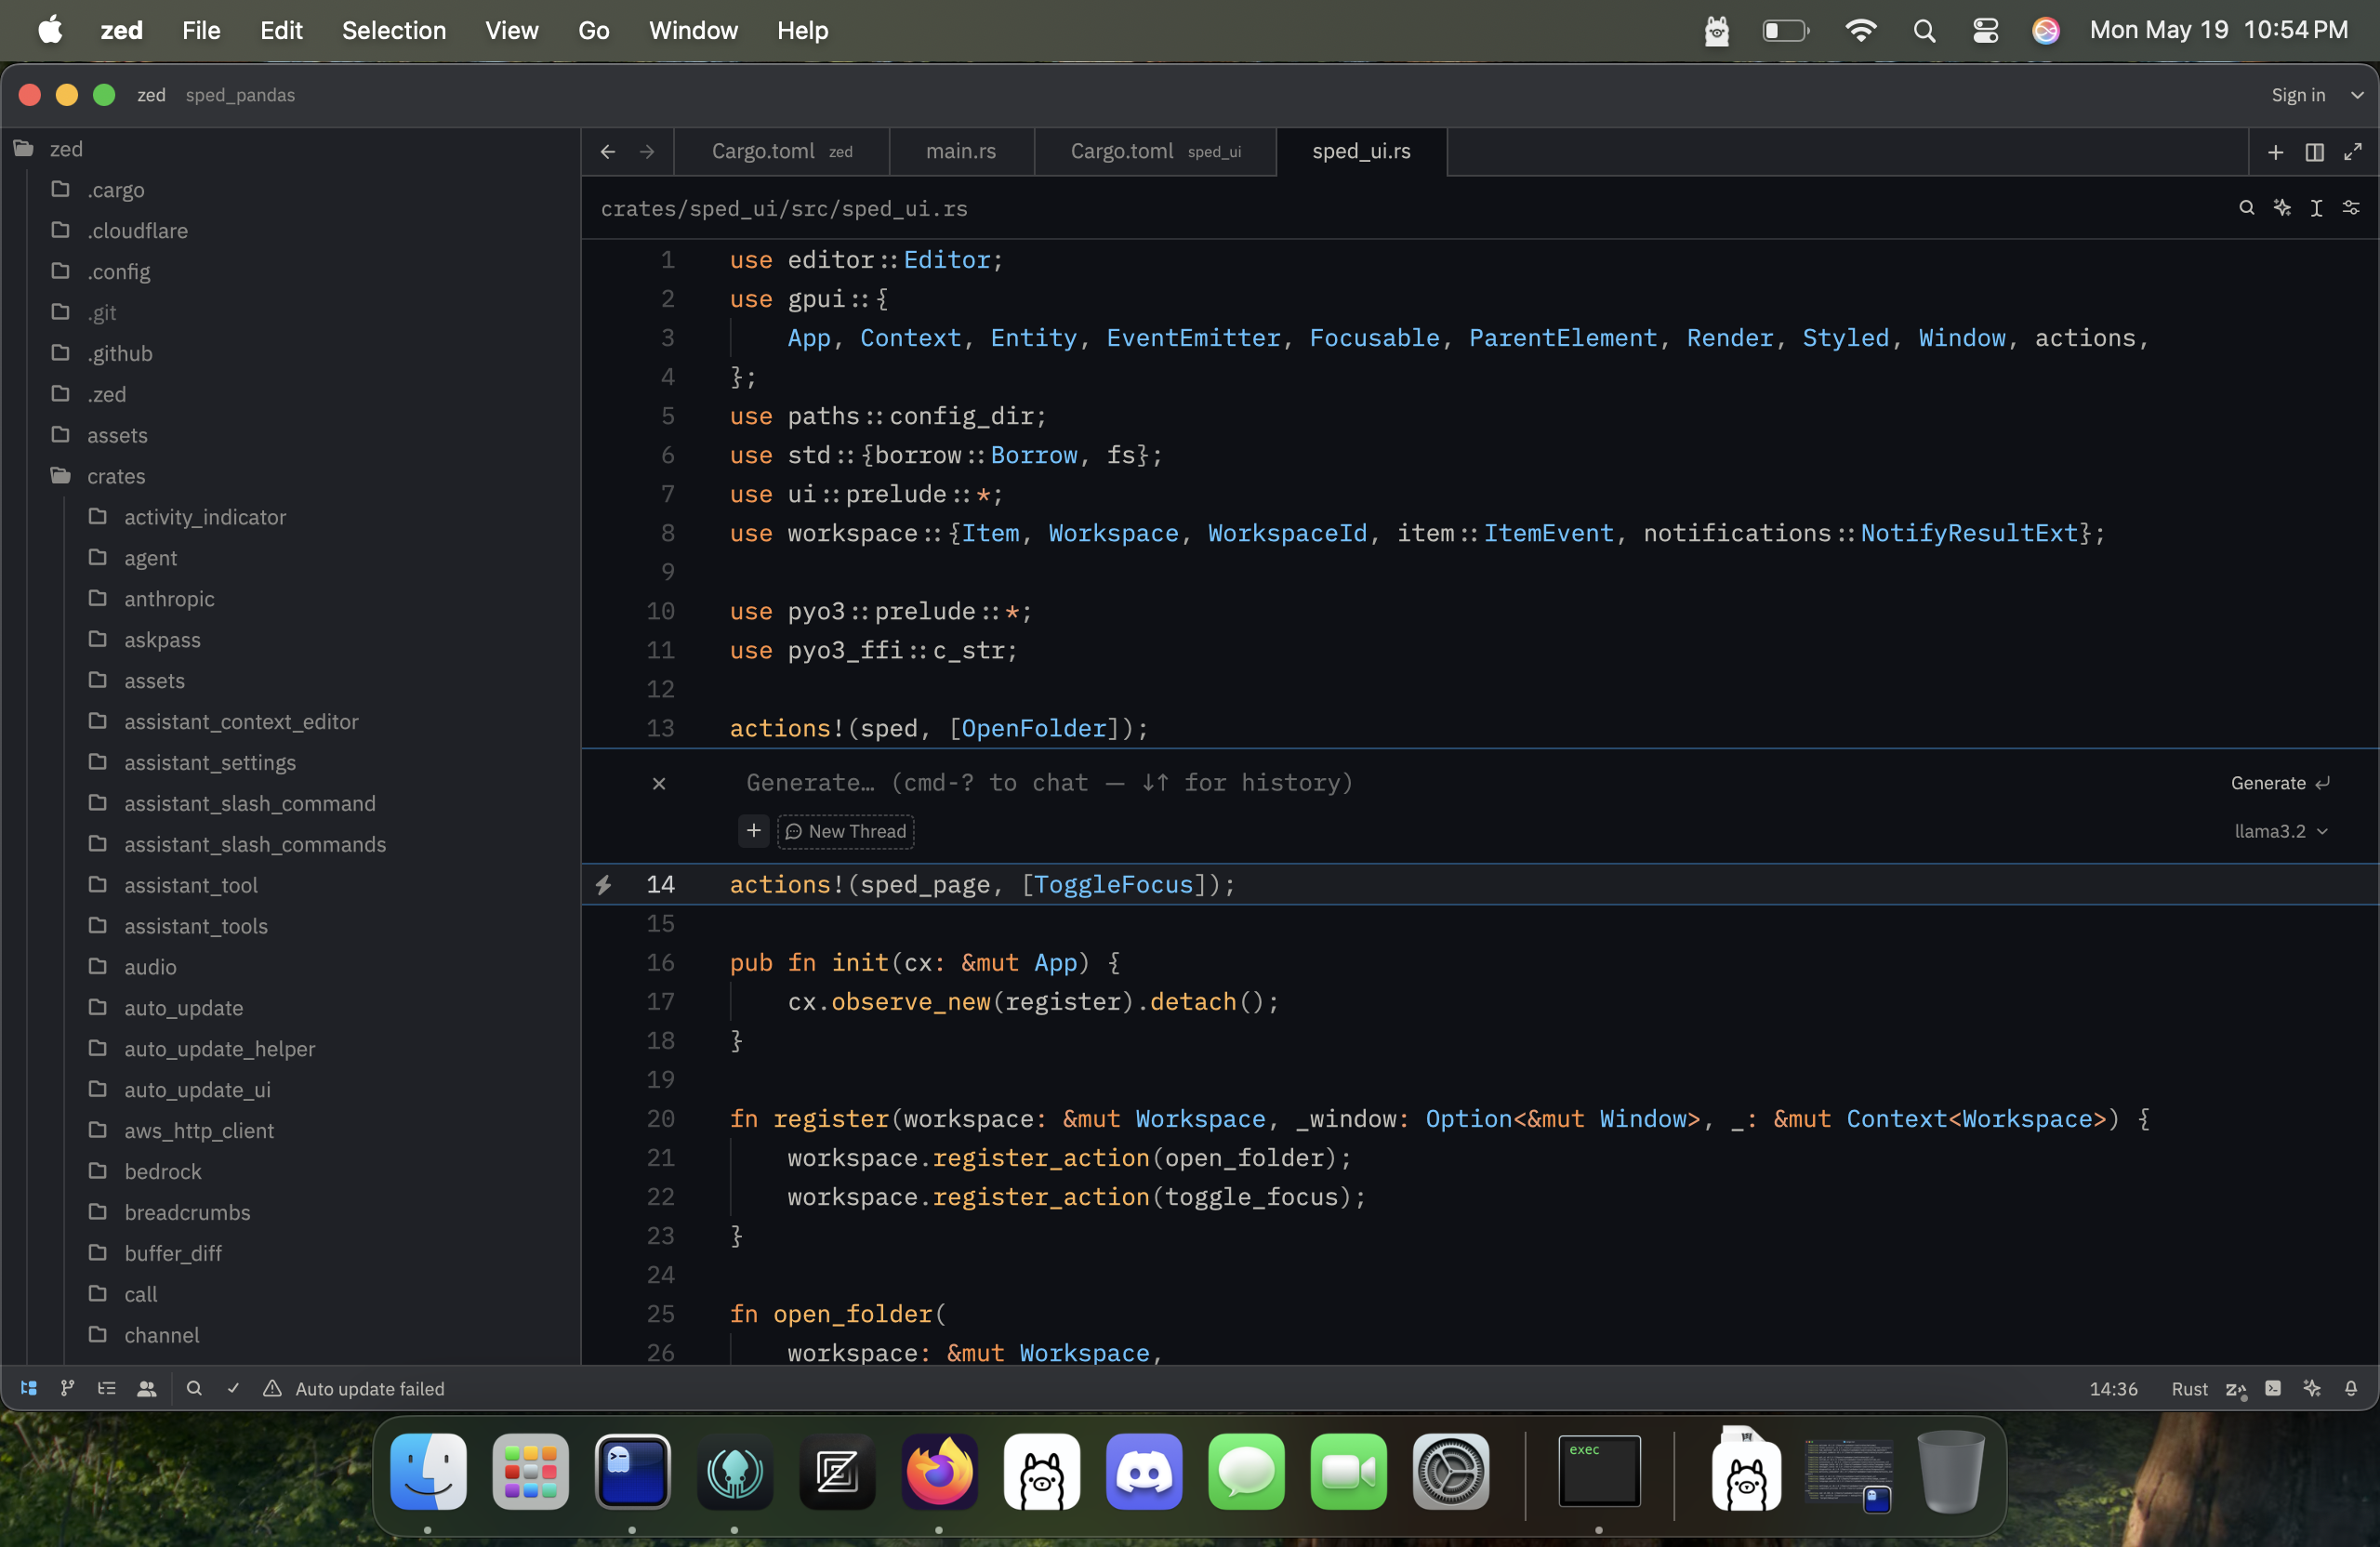 zed File Edit Selection View Go Window Help Mon May 19 10:54 PM
zed sped_pandas Sign in
zed
.cargo
.cloudflare
.config
.git
.github
.zed
assets
crates
activity_indicator
agent
anthropic
askpass
assets
assistant_context_editor
assistant_settings
assistant_slash_command
assistant_slash_commands
assistant_tool
assistant_tools
audio
auto_update
auto_update_helper
auto_update_ui
aws_http_client
bedrock
breadcrumbs
buffer_diff
call
channel
Cargo.toml zed main.rs Cargo.toml sped_ui sped_ui.rs
crates/sped_ui/src/sped_ui.rs
1 use editor::Editor;
2 use gpui::{
3 App, Context, Entity, EventEmitter, Focusable, ParentElement, Render, Styled, Window, actions,
4 };
5 use paths::config_dir;
6 use std::{borrow::Borrow, fs};
7 use ui::prelude::*;
8 use workspace::{Item, Workspace, WorkspaceId, item::ItemEvent, notifications::NotifyResultExt};
9
10 use pyo3::prelude::*;
11 use pyo3_ffi::c_str;
12
13 actions!(sped, [OpenFolder]);
Generate… (cmd-? to chat — ↓↑ for history) Generate
New Thread llama3.2
14 actions!(sped_page, [ToggleFocus]);
15
16 pub fn init(cx: &mut App) {
17 cx.observe_new(register).detach();
18 }
19
20 fn register(workspace: &mut Workspace, _window: Option<&mut Window>, _: &mut Context<Workspace>) {
21 workspace.register_action(open_folder);
22 workspace.register_action(toggle_focus);
23 }
24
25 fn open_folder(
26 workspace: &mut Workspace,
Auto update failed 14:36 Rust
exec